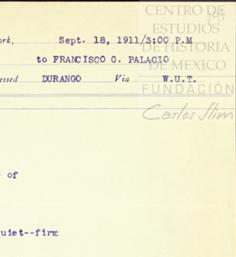 CENTRO DE
ESTUDIOS
DE HISTORIA
DE MÉXICO
FUNDACIÓN
Carlos Slim
ork, Sept. 18, 1911/3:00 P.M
to FRANCISCO G. PALACIO
essed DURANGO Via W.U.T.
of
uiet--firm